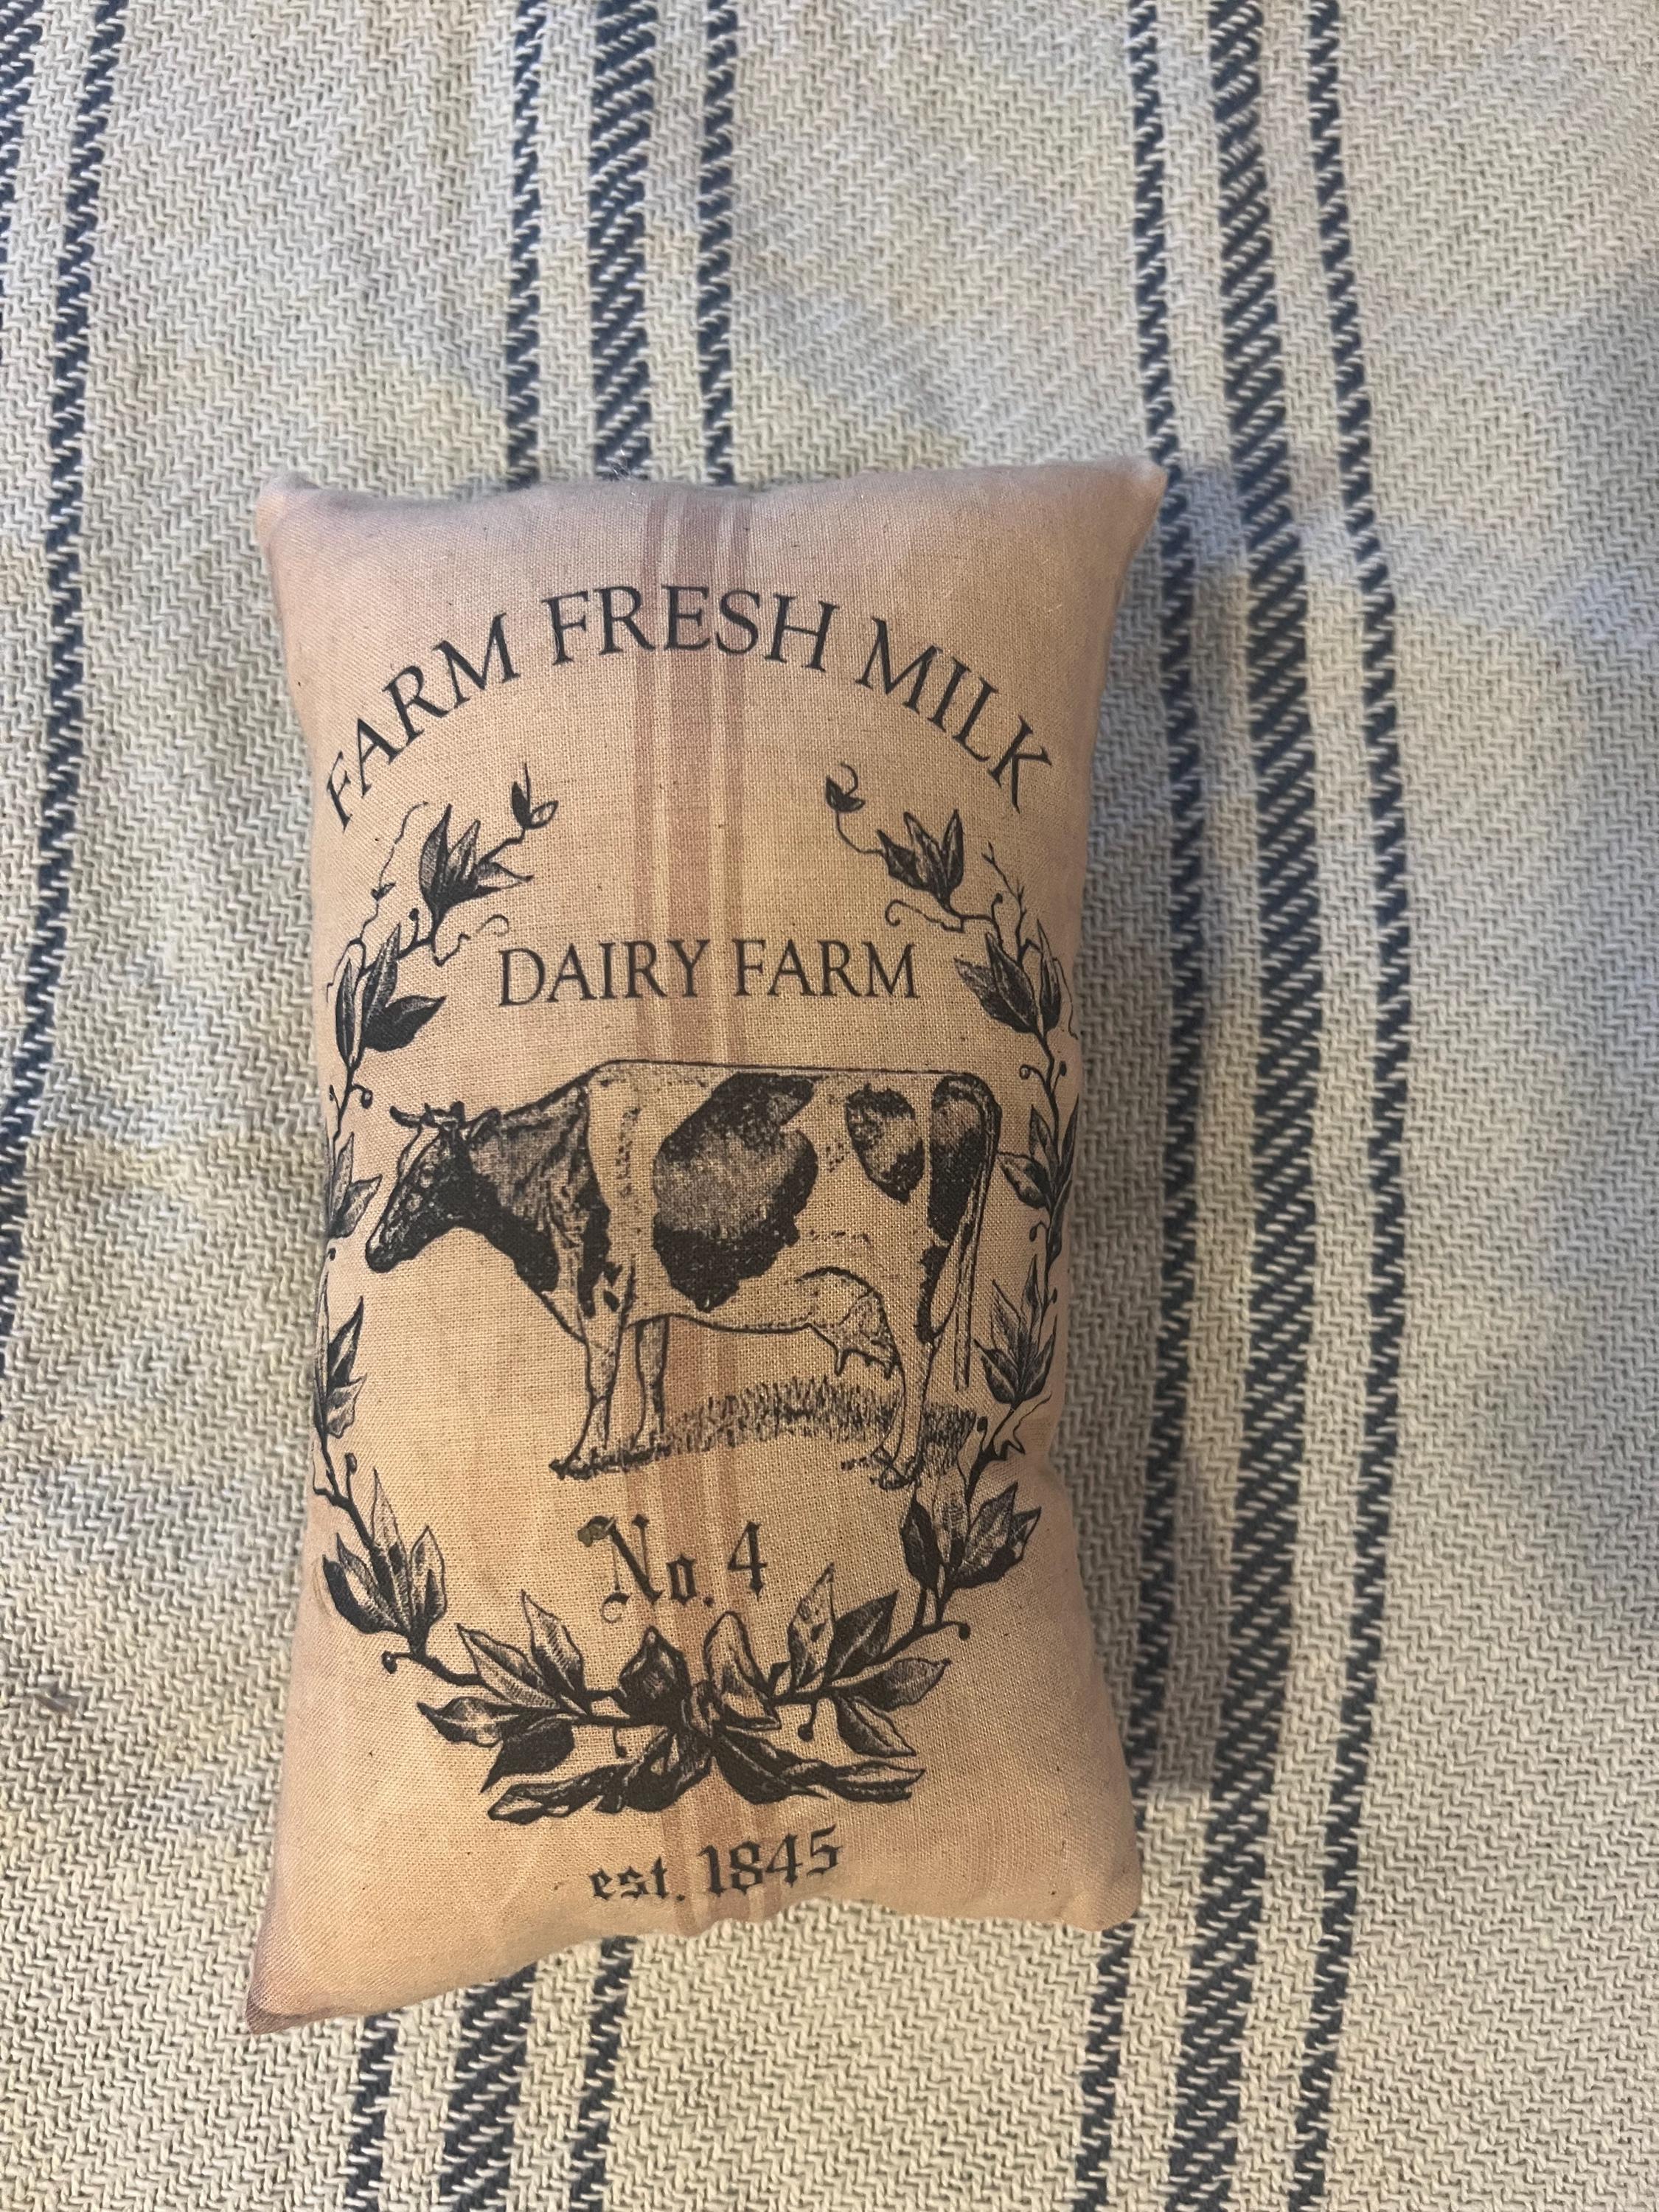 FARM FRESH MILK
DAIRY FARM
No. 4
est. 1845